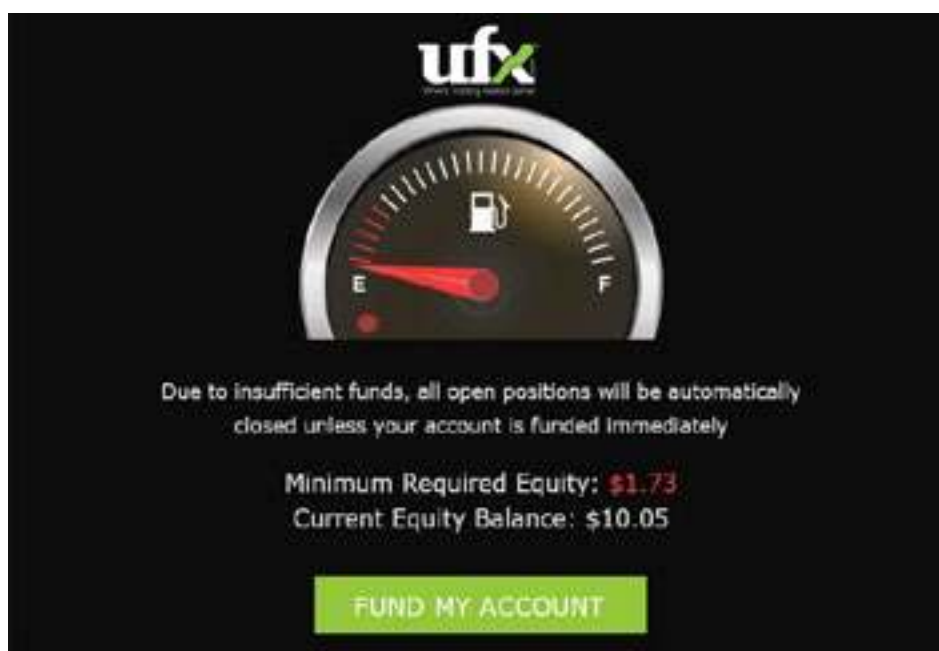 ufx
E
F
Due to insufficient funds, all open positions will be automatically
closed unless your account is funded immediately
Minimum Required Equity: $1.73
Current Equity Balance: $10.05
FUND MY ACCOUNT